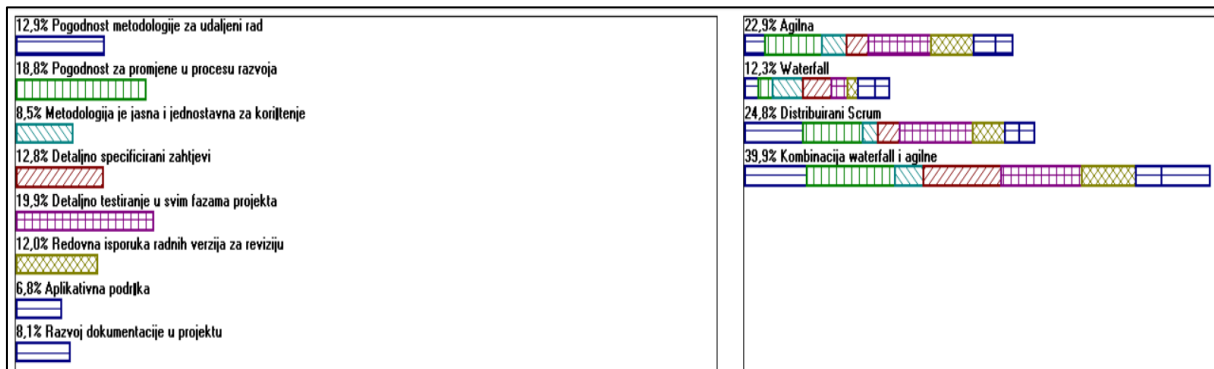 12,9% Pogodnost metodologije za udaljeni rad
18,8% Pogodnost za promjene u procesu razvoja
8,5% Metodologija je jasna i jednostavna za koriltenje
12,8% Detaljno specificirani zahtjevi
19,9% Detaljno testiranje u svim fazama projekta
12,0% Redovna isporuka radnih verzija za reviziju
6,8% Aplikativna podrlka
8,1% Razvoj dokumentacije u projektu
22,9% Agilna
12,3% Waterfall
24,8% Distribuirani Scrum
39,9% Kombinacija waterfall i agilne